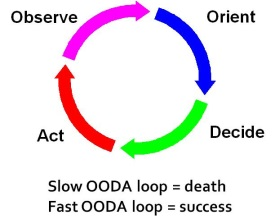 Observe
Orient
Decide
Act
Slow OODA loop = death
Fast OODA loop = success